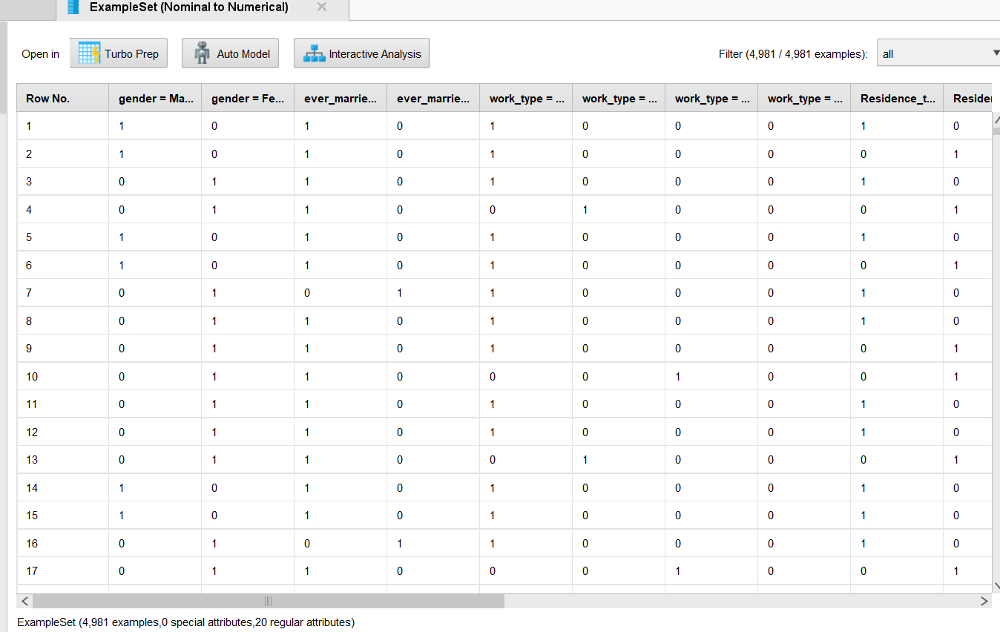 ExampleSet (Nominal to Numerical)
Open in Turbo Prep Auto Model Interactive Analysis Filter (4,981 / 4,981 examples): all
Row No. gender = Ma... gender = Fe... ever_marrie... ever_marrie... work_type = ... work_type = ... work_type = ... work_type = ... Residence_t... Residen
1 1 0 1 0 1 0 0 0 1 0
2 1 0 1 0 1 0 0 0 0 1
3 0 1 1 0 1 0 0 0 1 0
4 0 1 1 0 0 1 0 0 0 1
5 1 0 1 0 1 0 0 0 1 0
6 1 0 1 0 1 0 0 0 0 1
7 0 1 0 1 1 0 0 0 1 0
8 0 1 1 0 1 0 0 0 1 0
9 0 1 1 0 1 0 0 0 0 1
10 0 1 1 0 0 0 1 0 0 1
11 0 1 1 0 1 0 0 0 1 0
12 0 1 1 0 1 0 0 0 1 0
13 0 1 1 0 0 1 0 0 0 1
14 1 0 1 0 1 0 0 0 1 0
15 1 0 1 0 1 0 0 0 1 0
16 0 1 0 1 1 0 0 0 1 0
17 0 1 1 0 0 0 1 0 0 1
ExampleSet (4,981 examples,0 special attributes,20 regular attributes)